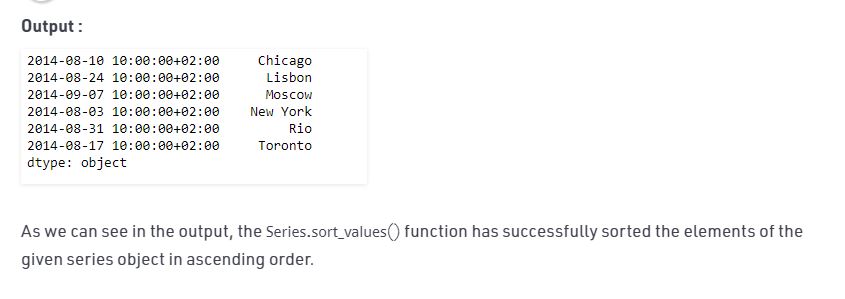 Output :
2014-08-10 10:00:00+02:00     Chicago
2014-08-24 10:00:00+02:00      Lisbon
2014-09-07 10:00:00+02:00      Moscow
2014-08-03 10:00:00+02:00    New York
2014-08-31 10:00:00+02:00         Rio
2014-08-17 10:00:00+02:00     Toronto
dtype: object
As we can see in the output, the Series.sort_values() function has successfully sorted the elements of the
given series object in ascending order.